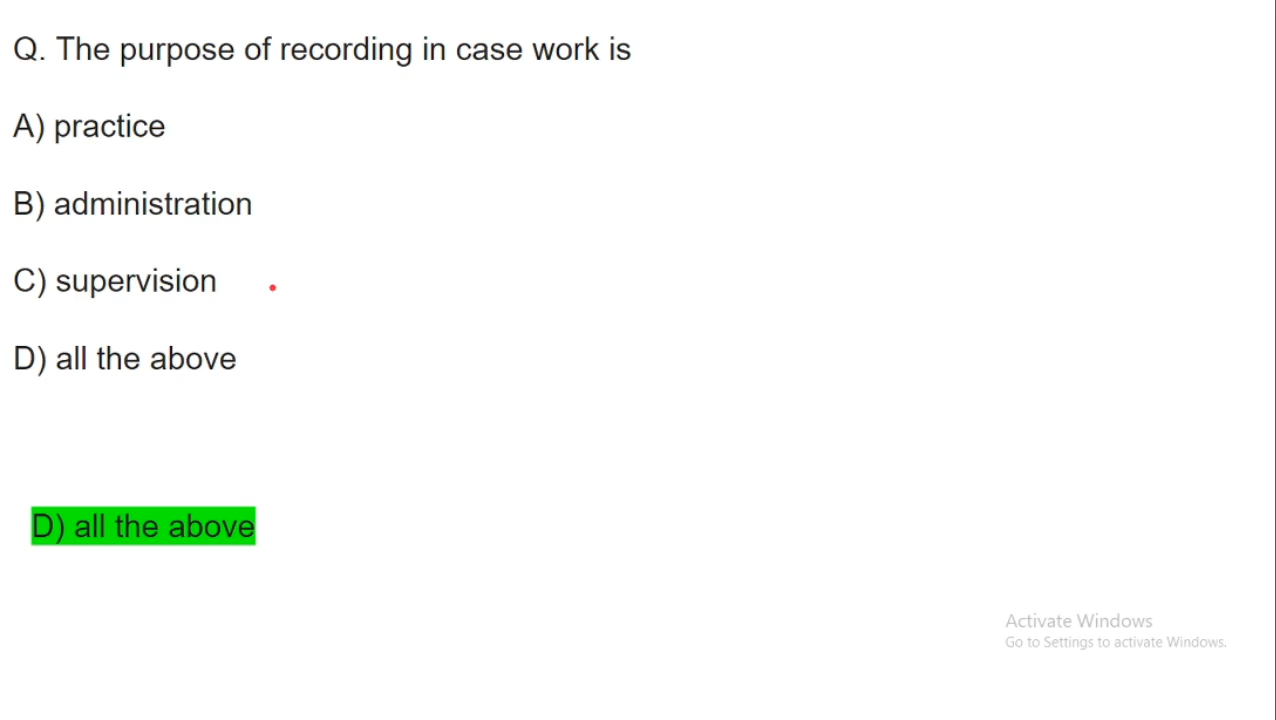 Q. The purpose of recording in case work is
A) practice
B) administration
C) supervision
D) all the above
D) all the above
Activate Windows
Go to Settings to activate Windows.